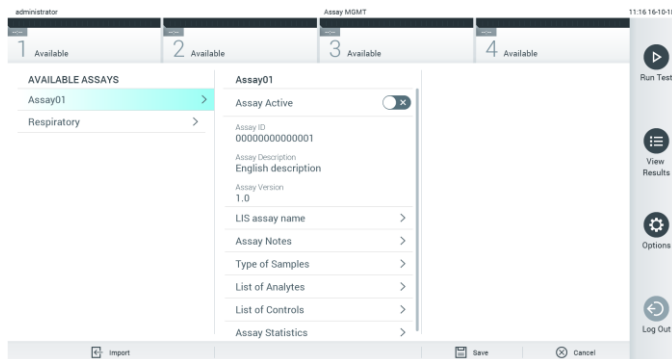 administrator Assay MGMT 11:16 16-10-18
1 Available 2 Available 3 Available 4 Available
AVAILABLE ASSAYS
Assay01
Respiratory
Assay01
Assay Active
Assay ID
00000000000001
Assay Description
English description
Assay Version
1.0
LIS assay name
Assay Notes
Type of Samples
List of Analytes
List of Controls
Assay Statistics
Run Test
View
Results
Options
Log Out
Import Save Cancel